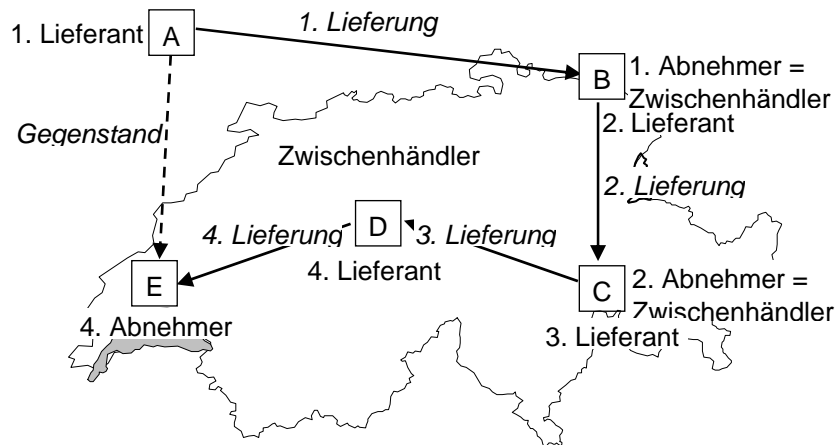 1. Lieferant
A
1. Lieferung
B
1. Abnehmer =
Zwischenhändler
2. Lieferant
Gegenstand
Zwischenhändler
2. Lieferung
D
4. Lieferung
3. Lieferung
4. Lieferant
E
C
2. Abnehmer =
Zwischenhändler
4. Abnehmer
3. Lieferant